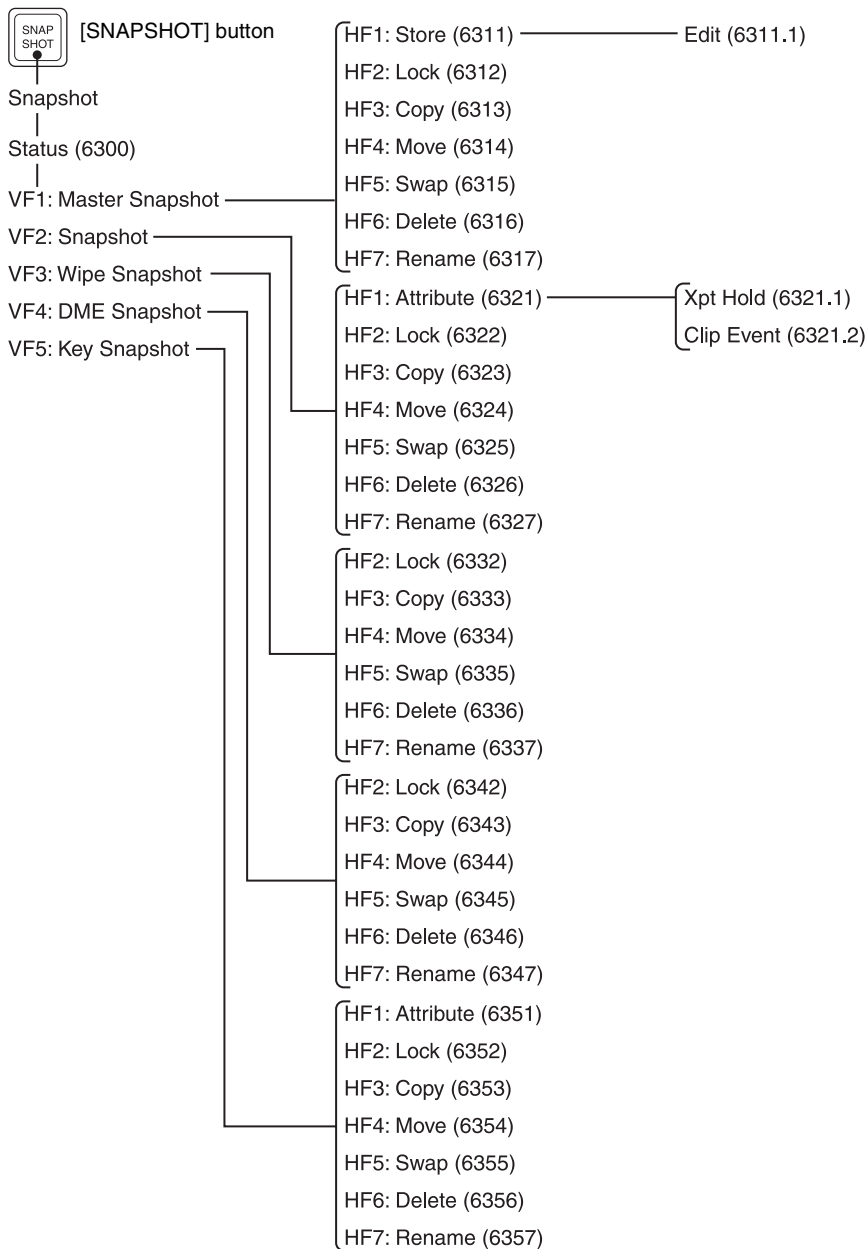 SNAP
SHOT
[SNAPSHOT] button
Snapshot
Status (6300)
VF1: Master Snapshot
VF2: Snapshot
VF3: Wipe Snapshot
VF4: DME Snapshot
VF5: Key Snapshot
HF1: Store (6311)
Edit (6311.1)
HF2: Lock (6312)
HF3: Copy (6313)
HF4: Move (6314)
HF5: Swap (6315)
HF6: Delete (6316)
HF7: Rename (6317)
HF1: Attribute (6321)
Xpt Hold (6321.1)
Clip Event (6321.2)
HF2: Lock (6322)
HF3: Copy (6323)
HF4: Move (6324)
HF5: Swap (6325)
HF6: Delete (6326)
HF7: Rename (6327)
HF2: Lock (6332)
HF3: Copy (6333)
HF4: Move (6334)
HF5: Swap (6335)
HF6: Delete (6336)
HF7: Rename (6337)
HF2: Lock (6342)
HF3: Copy (6343)
HF4: Move (6344)
HF5: Swap (6345)
HF6: Delete (6346)
HF7: Rename (6347)
HF1: Attribute (6351)
HF2: Lock (6352)
HF3: Copy (6353)
HF4: Move (6354)
HF5: Swap (6355)
HF6: Delete (6356)
HF7: Rename (6357)